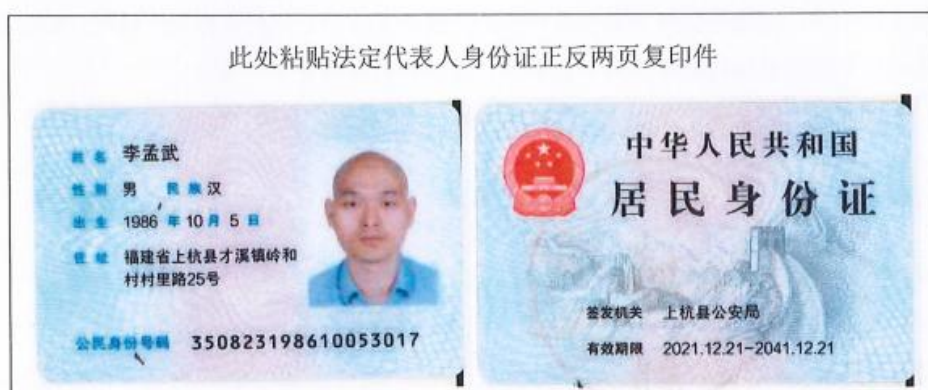 此处粘贴法定代表人身份证正反两页复印件
姓名 李孟武
性别 男 民族 汉
出生 1986 年 10 月 5 日
住址 福建省上杭县才溪镇岭和
村村里路25号
公民身份号码 350823198610053017
中华人民共和国
居民身份证
签发机关 上杭县公安局
有效期限 2021.12.21-2041.12.21